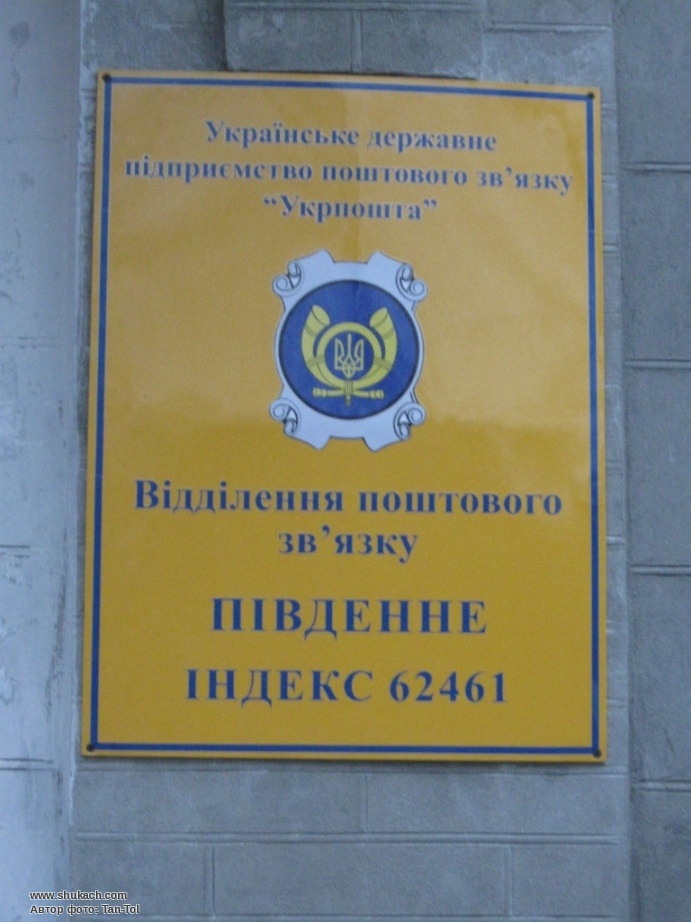 Українське державне
підприємство поштового зв’язку
“Укрпошта”
Відділення поштового
зв’язку
ПІВДЕННЕ
ІНДЕКС 62461
www.shukach.com
Автор фото: Tan-Tol